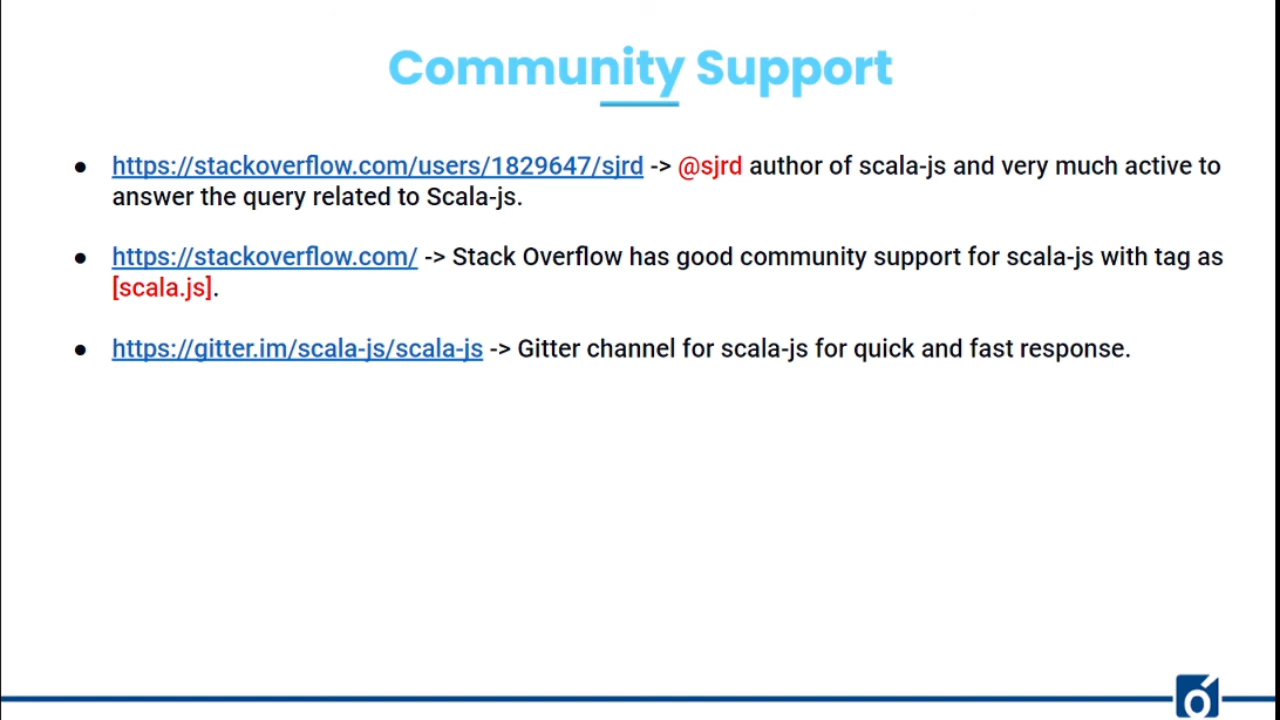 Community Support
● https://stackoverflow.com/users/1829647/sjrd -> @sjrd author of scala-js and very much active to
answer the query related to Scala-js.
● https://stackoverflow.com/ -> Stack Overflow has good community support for scala-js with tag as
[scala.js].
● https://gitter.im/scala-js/scala-js -> Gitter channel for scala-js for quick and fast response.